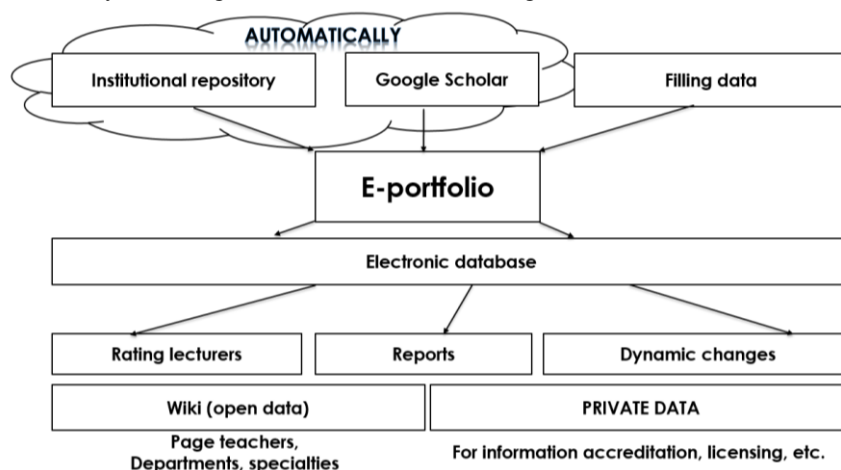 AUTOMATICALLY
Institutional repository
Google Scholar
Filling data
E-portfolio
Electronic database
Rating lecturers
Reports
Dynamic changes
Wiki (open data)
PRIVATE DATA
Page teachers,
Departments, specialties
For information accreditation, licensing, etc.